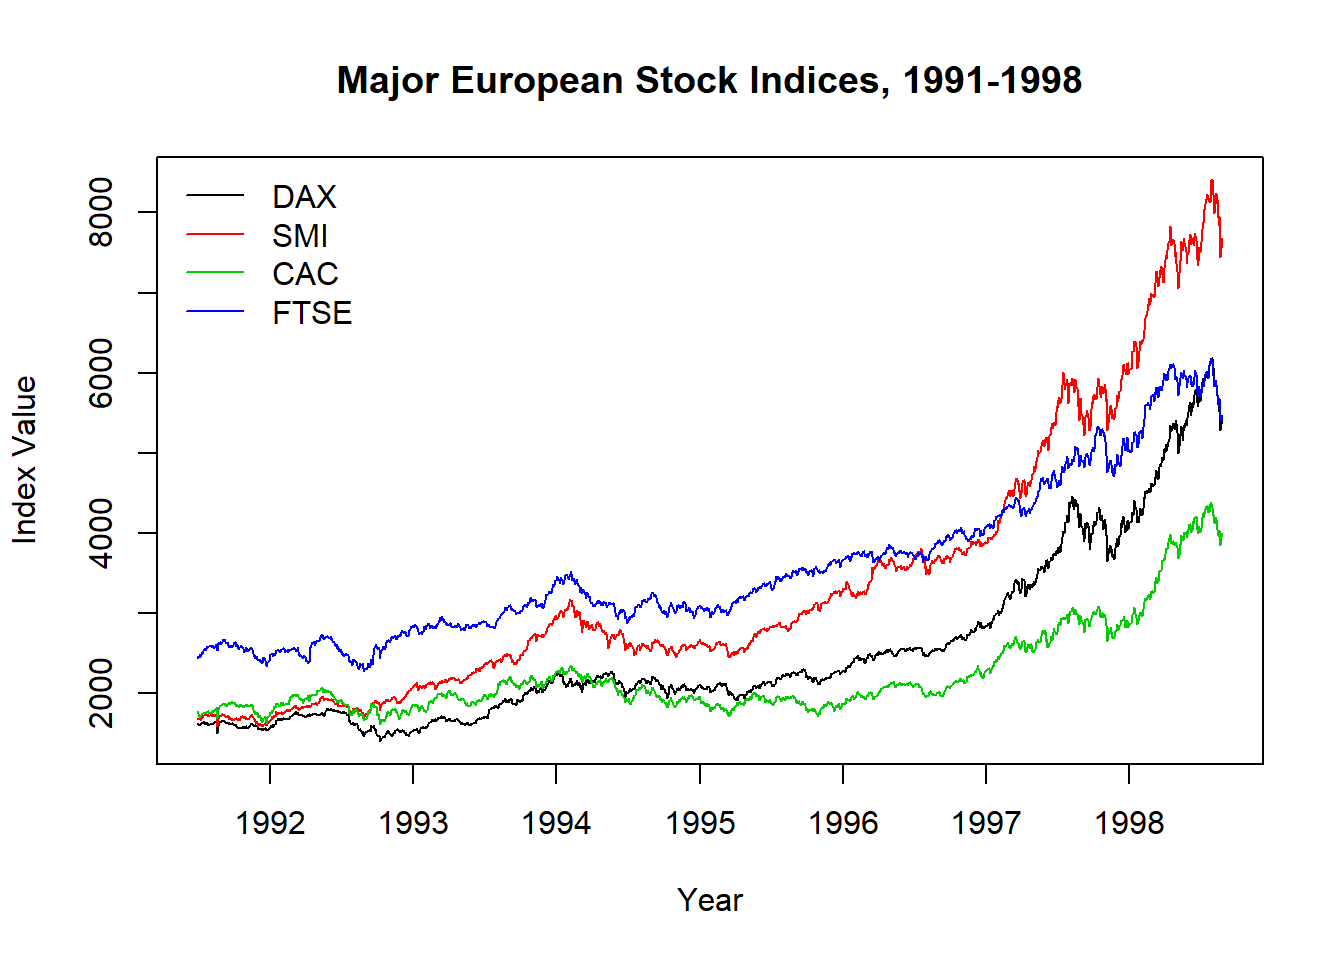 Major European Stock Indices, 1991-1998
DAX
SMI
CAC
FTSE
8000
6000
4000
2000
Index Value
1992 1993 1994 1995 1996 1997 1998
Year